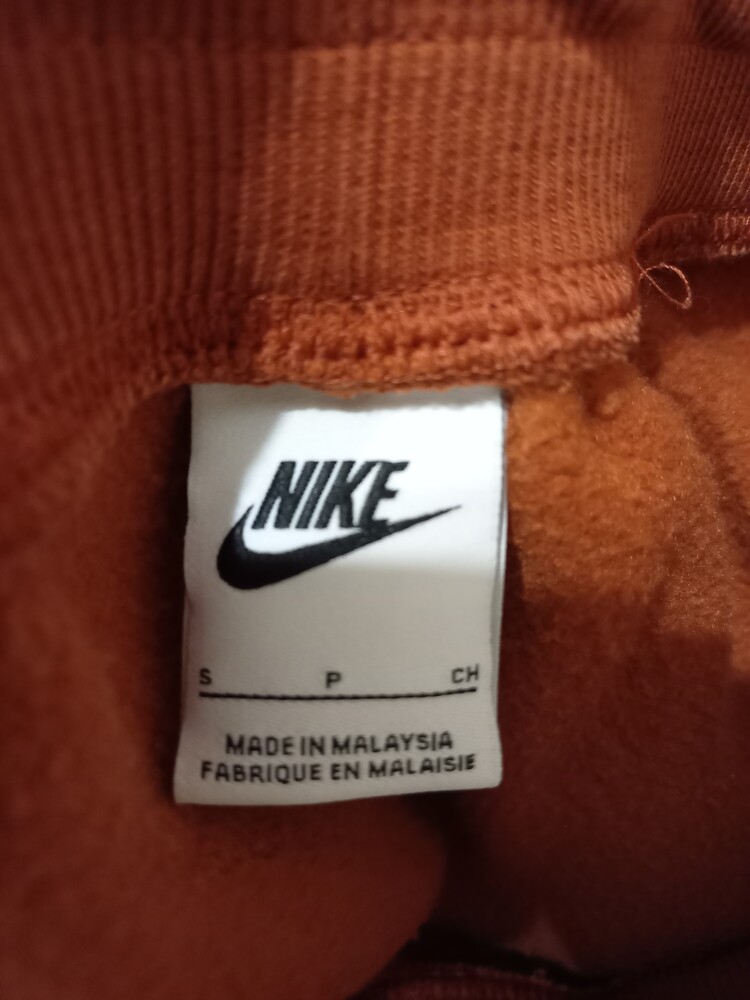 NIKE
S P CH
MADE IN MALAYSIA
FABRIQUE EN MALAISIE